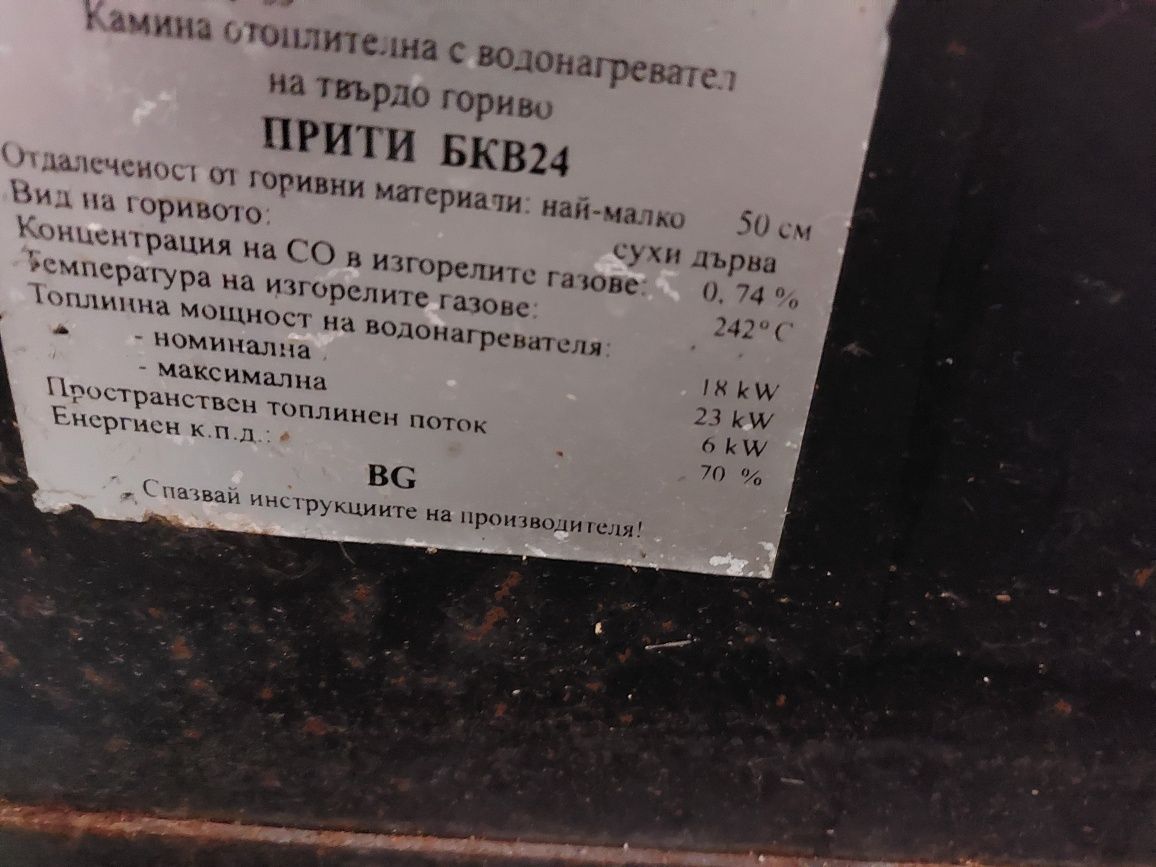 Камина отоплителна с водонагревател
на твърдо гориво
ПРИТИ БКВ24
Отдалеченост от горивни материали: най-малко 50 см
Вид на горивото: сухи дърва
Концентрация на СО в изгорелите газове: 0, 74 %
Температура на изгорелите газове: 242° С
Топлинна мощност на водонагревателя:
- номинална 18 kW
- максимална 23 kW
Пространствен топлинен поток 6 kW
Енергиен к.п.д.: 70 %
BG
Спазвай инструкциите на производителя!